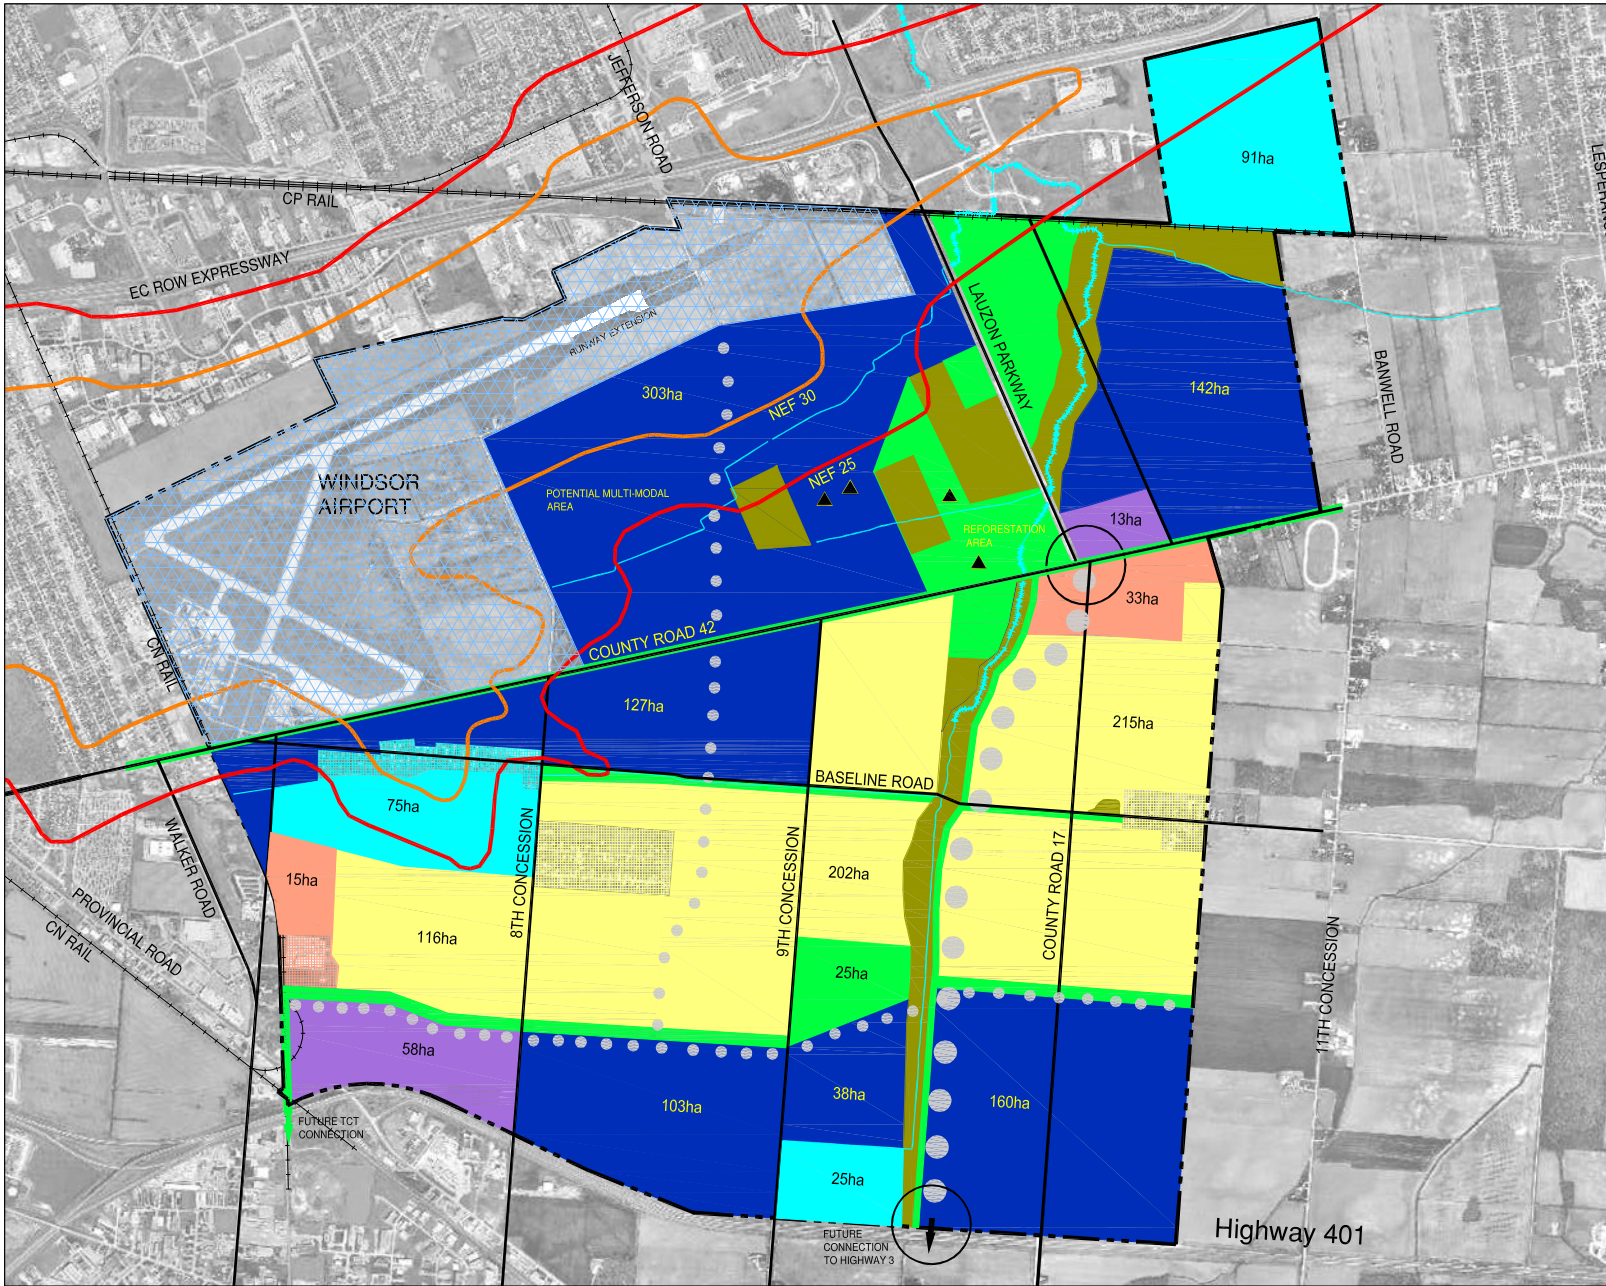 JEFFERSON ROAD
CP RAIL
91ha
EC ROW EXPRESSWAY
RUNWAY EXTENSION
LAUZON PARKWAY
303ha
NEF 30
142ha
BANWELL ROAD
WINDSOR
AIRPORT
POTENTIAL MULTI-MODAL
AREA
NEF 25
REFORESTATION
AREA
13ha
33ha
CN RAIL
COUNTY ROAD 42
127ha
215ha
BASELINE ROAD
75ha
WALKER ROAD
8TH CONCESSION
9TH CONCESSION
202ha
COUNTY ROAD 17
15ha
116ha
PROVINCIAL ROAD
CN RAIL
25ha
11TH CONCESSION
58ha
103ha
38ha
160ha
FUTURE TCT
CONNECTION
25ha
FUTURE
CONNECTION
TO HIGHWAY 3
Highway 401